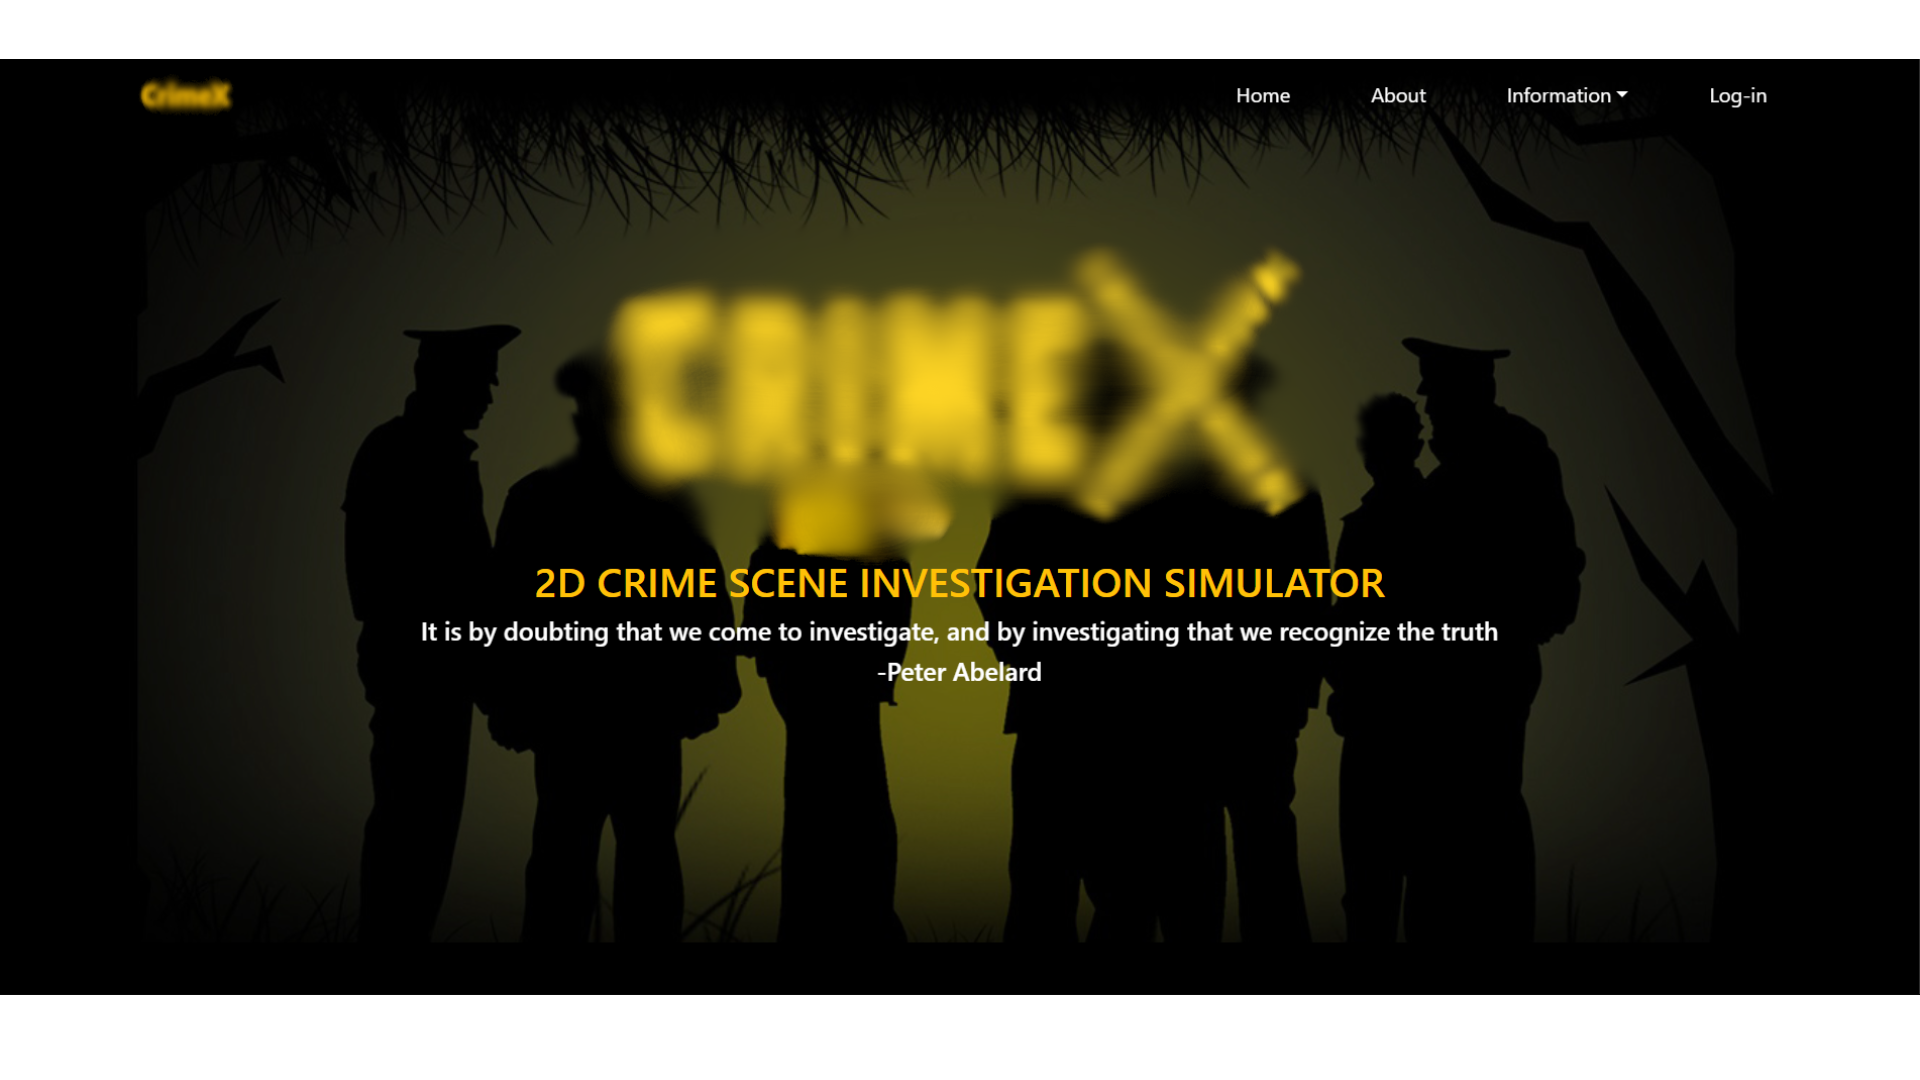 CrimeX
Home
About
Information
Log-in
CRIMEX
2D CRIME SCENE INVESTIGATION SIMULATOR
It is by doubting that we come to investigate, and by investigating that we recognize the truth
-Peter Abelard